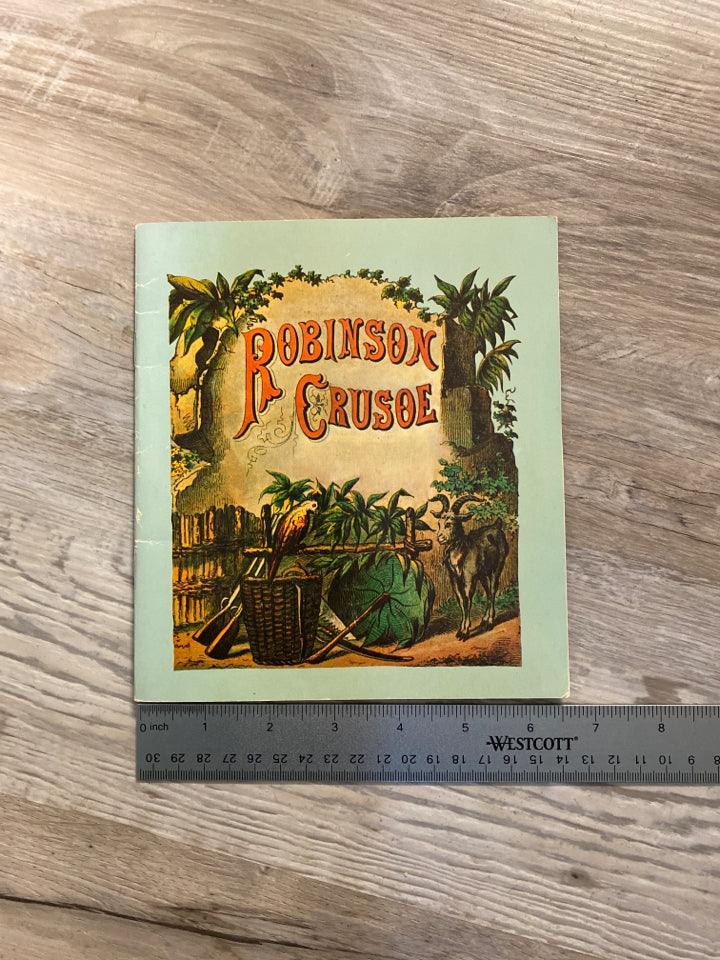 ROBINSON
CRUSOE
0 inch 1 2 3 4 5 6 7 8
WESTCOTT®
30 29 28 27 26 25 24 23 22 21 20 19 18 17 16 15 14 13 12 11 10 9 8